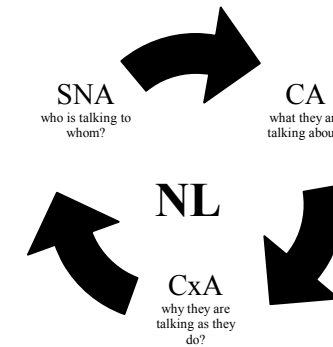 SNA
who is talking to
whom?
CA
what they
talking
NL
CxA
why they are
talking as they
do?